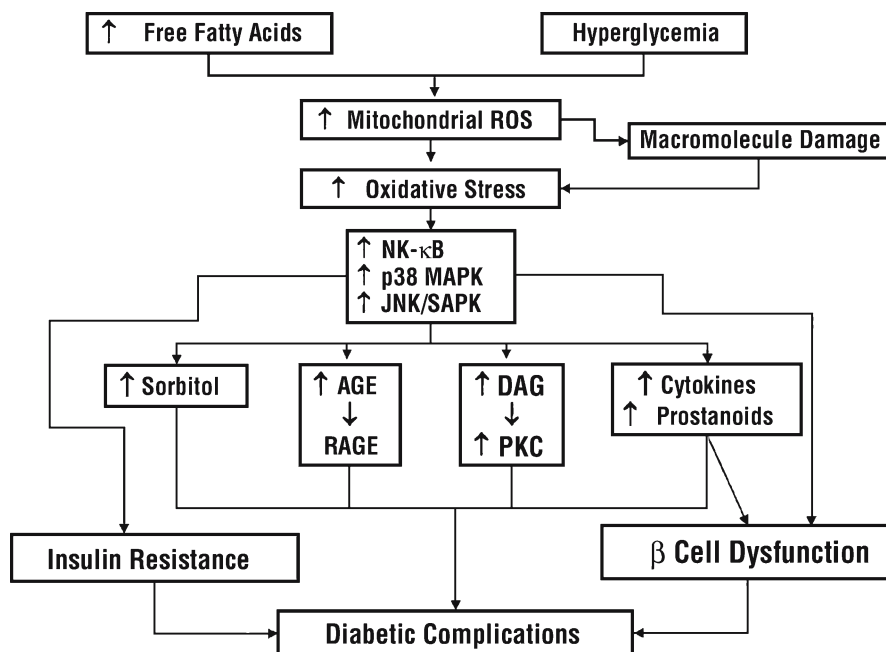 ↑ Free Fatty Acids
Hyperglycemia
↑ Mitochondrial ROS
Macromolecule Damage
↑ Oxidative Stress
↑ NK-κB
↑ p38 MAPK
↑ JNK/SAPK
↑ Sorbitol
↑ AGE
↓
RAGE
↑ DAG
↓
↑ PKC
↑ Cytokines
↑ Prostanoids
Insulin Resistance
β Cell Dysfunction
Diabetic Complications